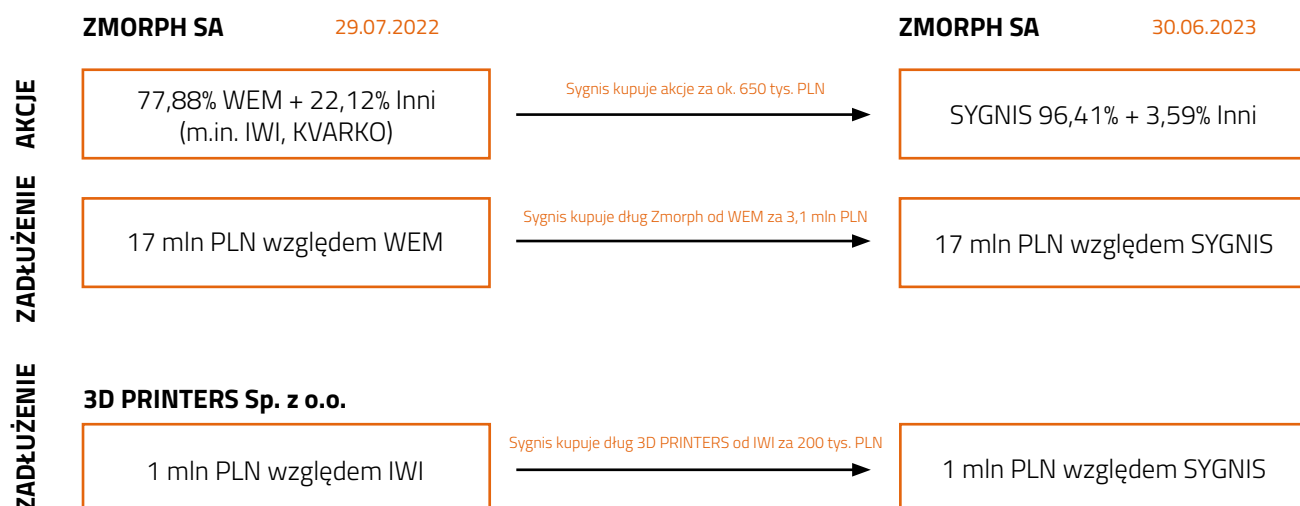 ZMORPH SA
29.07.2022
ZMORPH SA
30.06.2023
AKCJE
77,88% WEM + 22,12% Inni
(m.in. IWI, KVARKO)
Sygnis kupuje akcje za ok. 650 tys. PLN
SYGNIS 96,41% + 3,59% Inni
ZADŁUŻENIE
17 mln PLN względem WEM
Sygnis kupuje dług Zmorph od WEM za 3,1 mln PLN
17 mln PLN względem SYGNIS
ZADŁUŻENIE
3D PRINTERS Sp. z o.o.
1 mln PLN względem IWI
Sygnis kupuje dług 3D PRINTERS od IWI za 200 tys. PLN
1 mln PLN względem SYGNIS